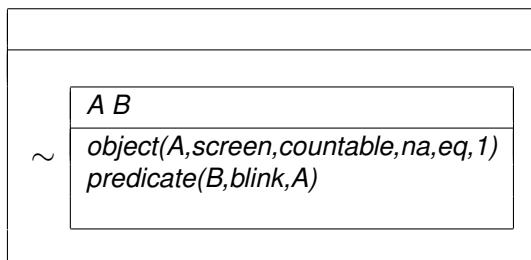 A B
∼ object(A,screen,countable,na,eq,1)
predicate(B,blink,A)